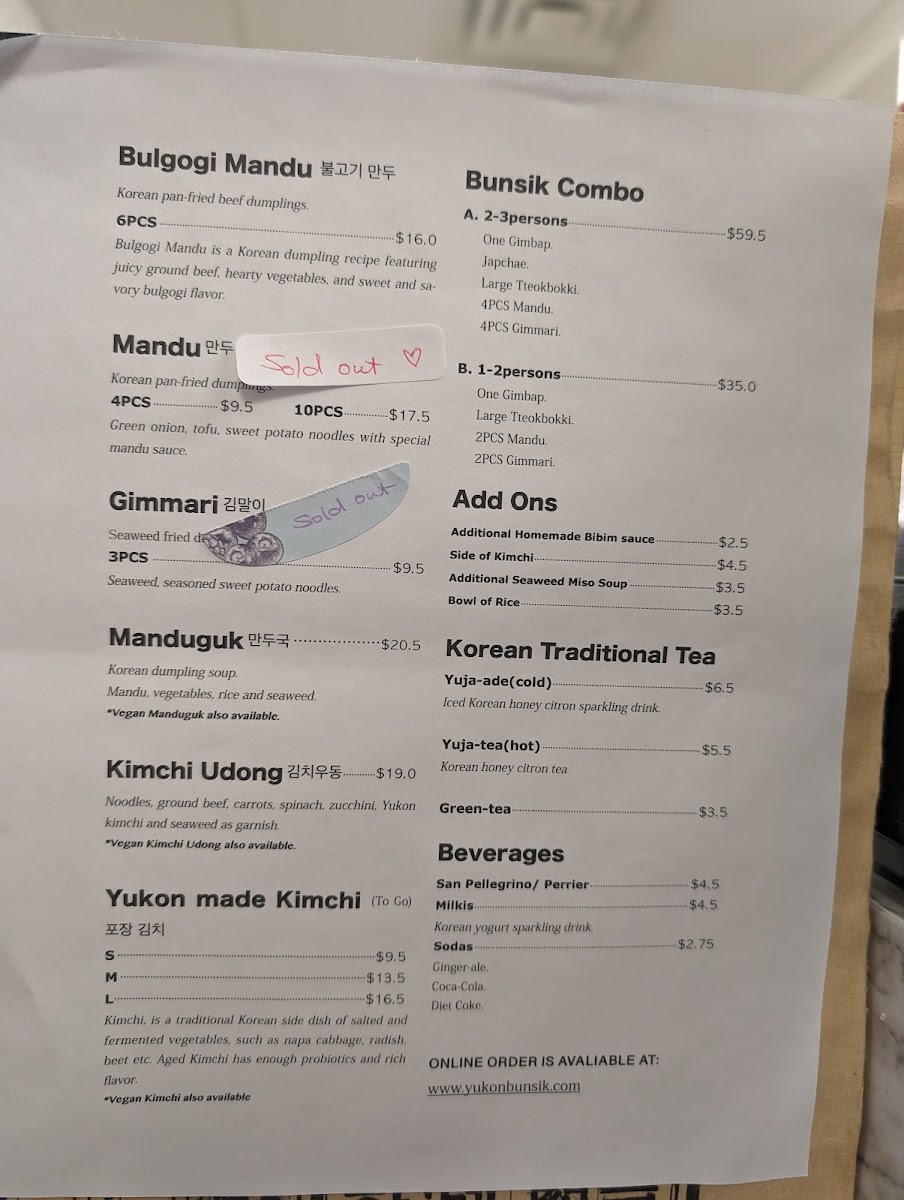 Bulgogi Mandu 불고기 만두
Korean pan-fried beef dumplings.
6PCS $16.0
Bulgogi Mandu is a Korean dumpling recipe featuring
juicy ground beef, hearty vegetables, and sweet and sa-
vory bulgogi flavor.
Mandu 만두
Sold out ♡
Korean pan-fried dumplings.
4PCS $9.5 10PCS $17.5
Green onion, tofu, sweet potato noodles with special
mandu sauce.
Gimmari 김말이
Sold out
Seaweed fried
3PCS $9.5
Seaweed, seasoned sweet potato noodles.
Manduguk 만두국 $20.5
Korean dumpling soup.
Mandu, vegetables, rice and seaweed.
*Vegan Manduguk also available.
Kimchi Udong 김치우동 $19.0
Noodles, ground beef, carrots, spinach, zucchini, Yukon
kimchi and seaweed as garnish.
*Vegan Kimchi Udong also available.
Yukon made Kimchi (To Go)
포장 김치
S $9.5
M $13.5
L $16.5
Kimchi, is a traditional Korean side dish of salted and
fermented vegetables, such as napa cabbage, radish,
beet etc. Aged Kimchi has enough probiotics and rich
flavor.
*Vegan Kimchi also available
Bunsik Combo
A. 2-3persons $59.5
One Gimbap.
Japchae.
Large Tteokbokki.
4PCS Mandu.
4PCS Gimmari.
B. 1-2persons $35.0
One Gimbap.
Large Tteokbokki.
2PCS Mandu.
2PCS Gimmari.
Add Ons
Additional Homemade Bibim sauce $2.5
Side of Kimchi $4.5
Additional Seaweed Miso Soup $3.5
Bowl of Rice $3.5
Korean Traditional Tea
Yuja-ade(cold) $6.5
Iced Korean honey citron sparkling drink.
Yuja-tea(hot) $5.5
Korean honey citron tea
Green-tea $3.5
Beverages
San Pellegrino/ Perrier $4.5
Milkis $4.5
Korean yogurt sparkling drink.
Sodas $2.75
Ginger-ale.
Coca-Cola.
Diet Coke.
ONLINE ORDER IS AVALIABLE AT:
www.yukonbunsik.com